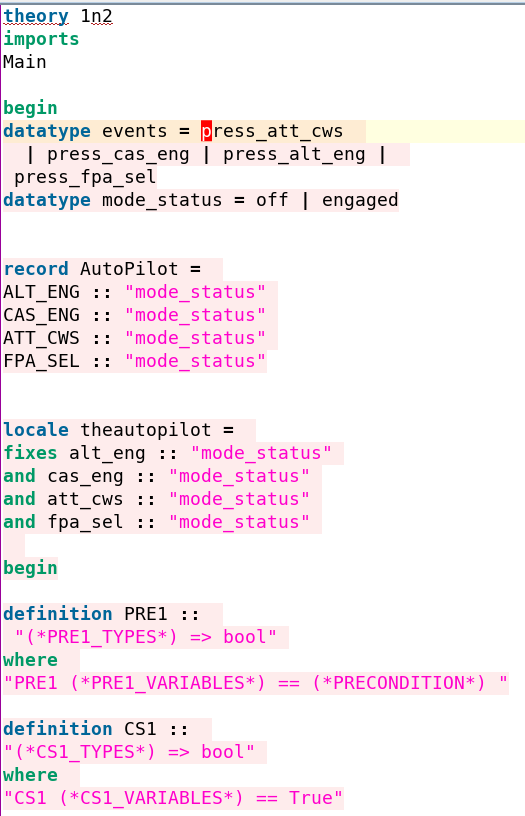 theory 1n2
imports
Main
begin
datatype events = press_att_cws
| press_cas_eng | press_alt_eng |
press_fpa_sel
datatype mode_status = off | engaged
record AutoPilot =
ALT_ENG :: "mode_status"
CAS_ENG :: "mode_status"
ATT_CWS :: "mode_status"
FPA_SEL :: "mode_status"
locale theautopilot =
fixes alt_eng :: "mode_status"
and cas_eng :: "mode_status"
and att_cws :: "mode_status"
and fpa_sel :: "mode_status"
begin
definition PRE1 ::
"(*PRE1_TYPES*) => bool"
where
"PRE1 (*PRE1_VARIABLES*) == (*PRECONDITION*) "
definition CS1 ::
"(*CS1_TYPES*) => bool"
where
"CS1 (*CS1_VARIABLES*) == True"